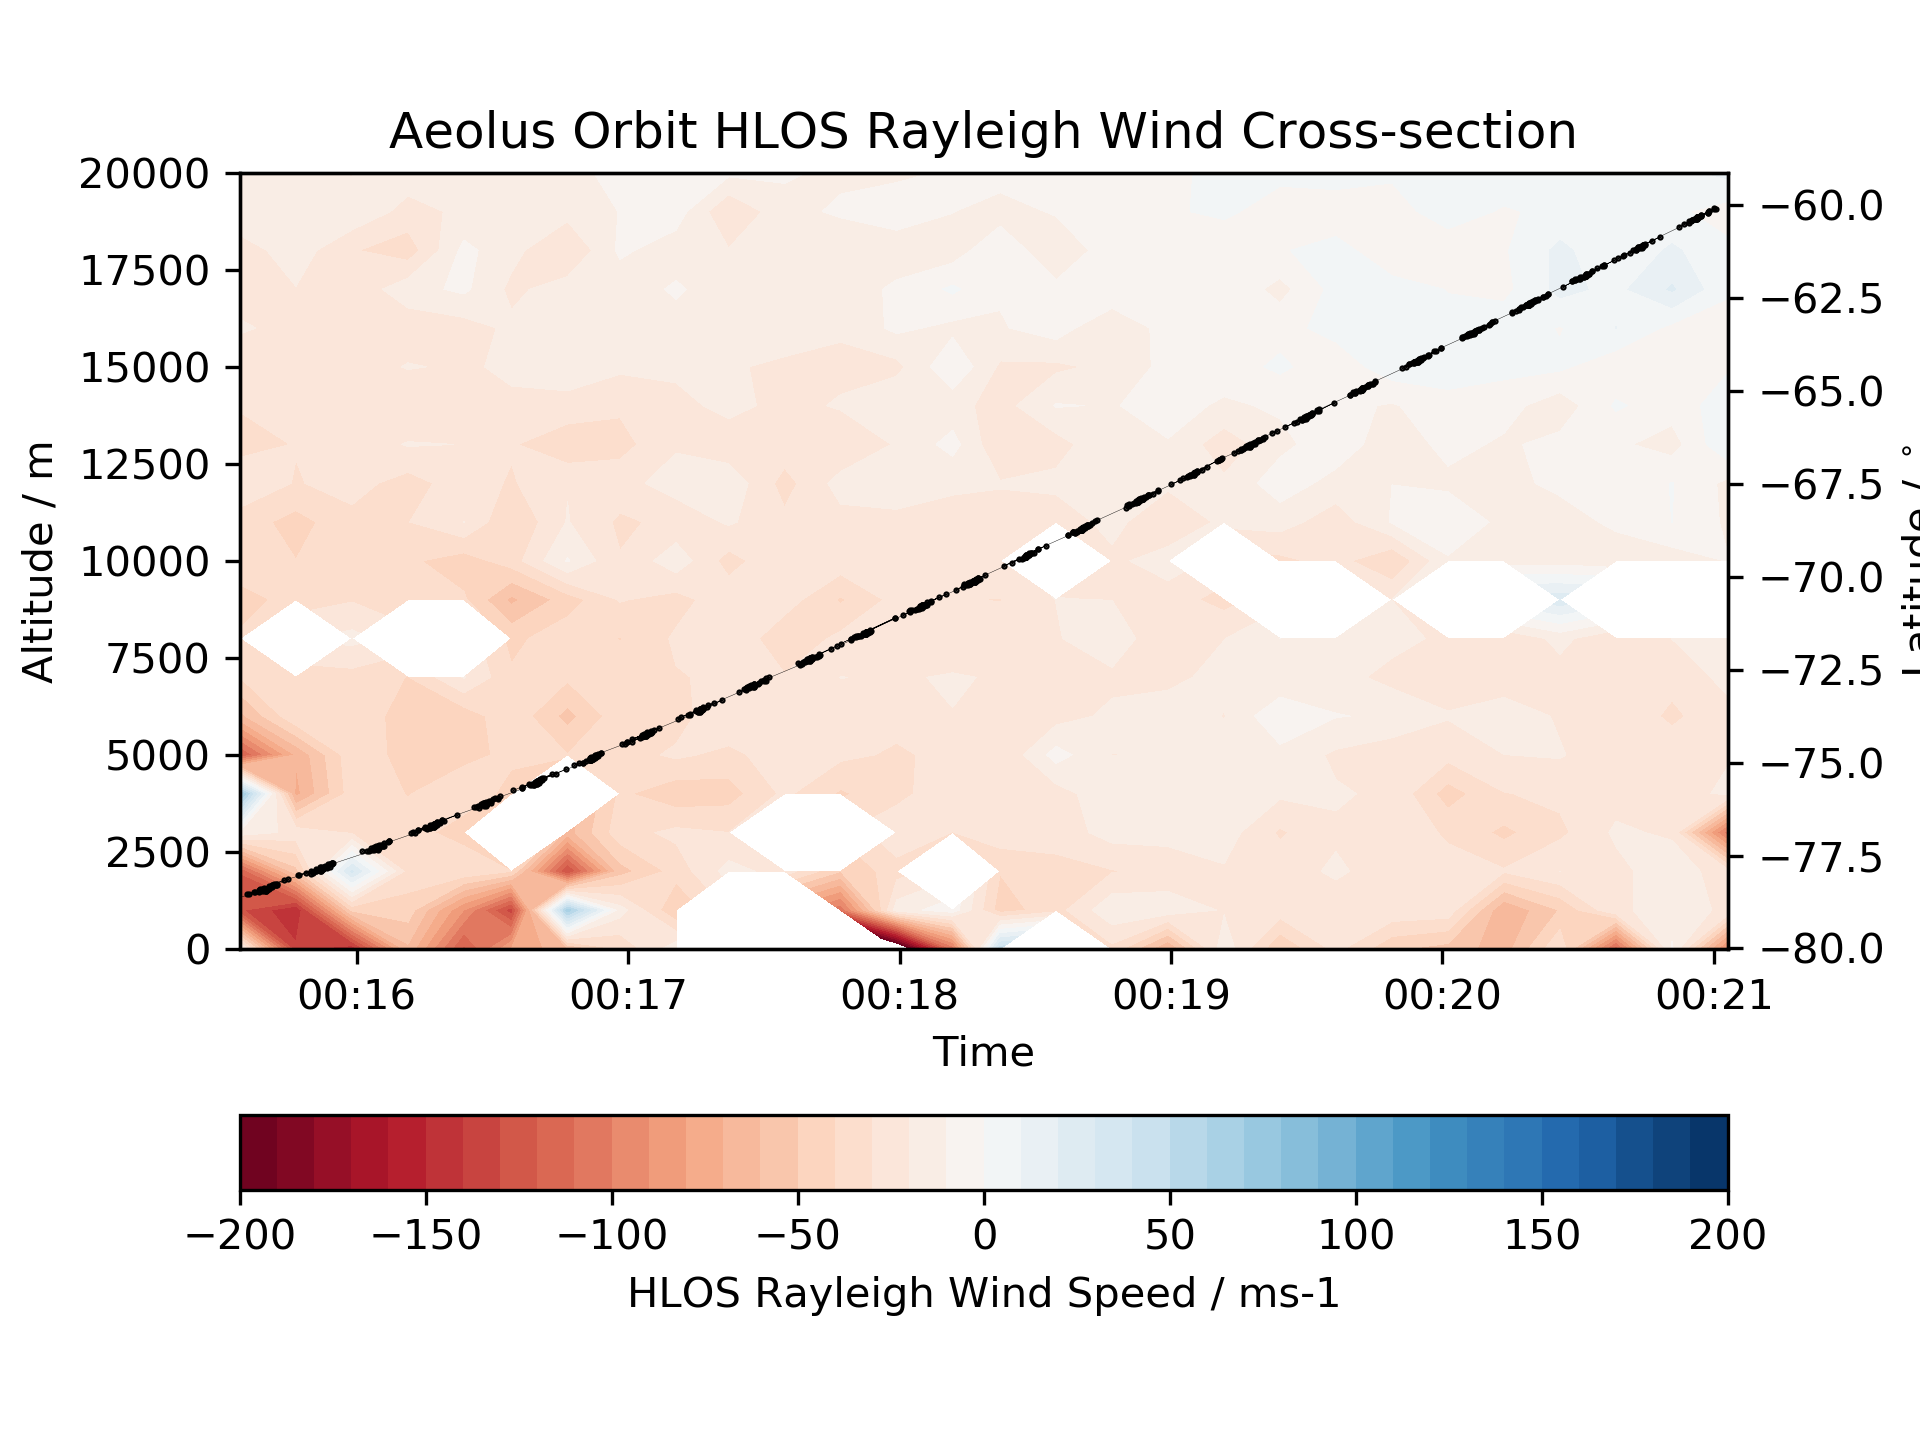 Aeolus Orbit HLOS Rayleigh Wind Cross-section
20000
17500
15000
12500
10000
7500
5000
2500
0
Altitude / m
−60.0
−62.5
−65.0
−67.5
−70.0
−72.5
−75.0
−77.5
−80.0
Latitude / °
00:16 00:17 00:18 00:19 00:20 00:21
Time
−200 −150 −100 −50 0 50 100 150 200
HLOS Rayleigh Wind Speed / ms-1